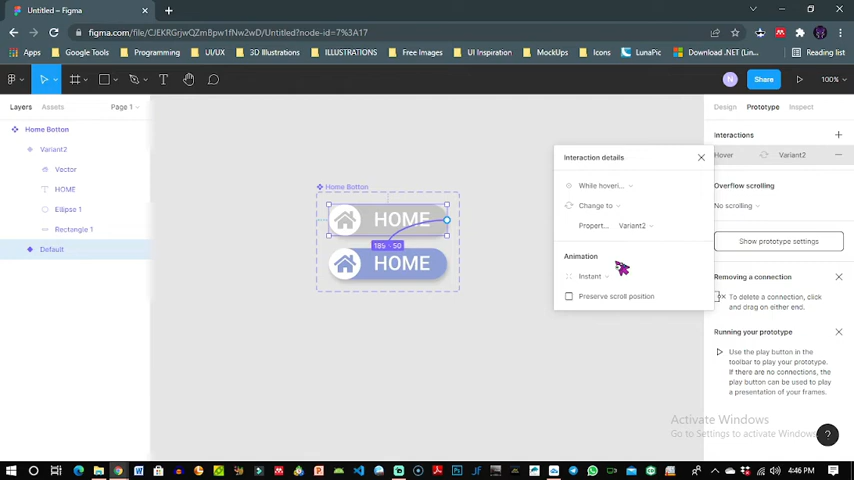 Untitled – Figma
figma.com/file/CJEKRGrjwQZmBpw1fNw2wD/Untitled?node-id=7%3A17
Apps
Google Tools
Programming
UI/UX
3D Illustrations
ILLUSTRATIONS
Free Images
UI Inspiration
MockUps
Icons
LunaPic
Download .NET (Lin...
Reading list
N
Share
100%
Layers
Assets
Page 1
Design
Prototype
Inspect
Home Botton
Variant2
Vector
HOME
Ellipse 1
Rectangle 1
Default
Home Botton
HOME
HOME
Interaction details
While hoveri...
Change to
Propert...
Variant2
Animation
Instant
Preserve scroll position
Interactions
Hover
Variant2
Overflow scrolling
No scrolling
Show prototype settings
Removing a connection
To delete a connection, click
and drag on either end.
Running your prototype
Use the play button in the
toolbar to play your prototype.
If there are no connections, the
play button can be used to play
a presentation of your frames.
Activate Windows
Go to Settings to activate Windows.
?
4:46 PM